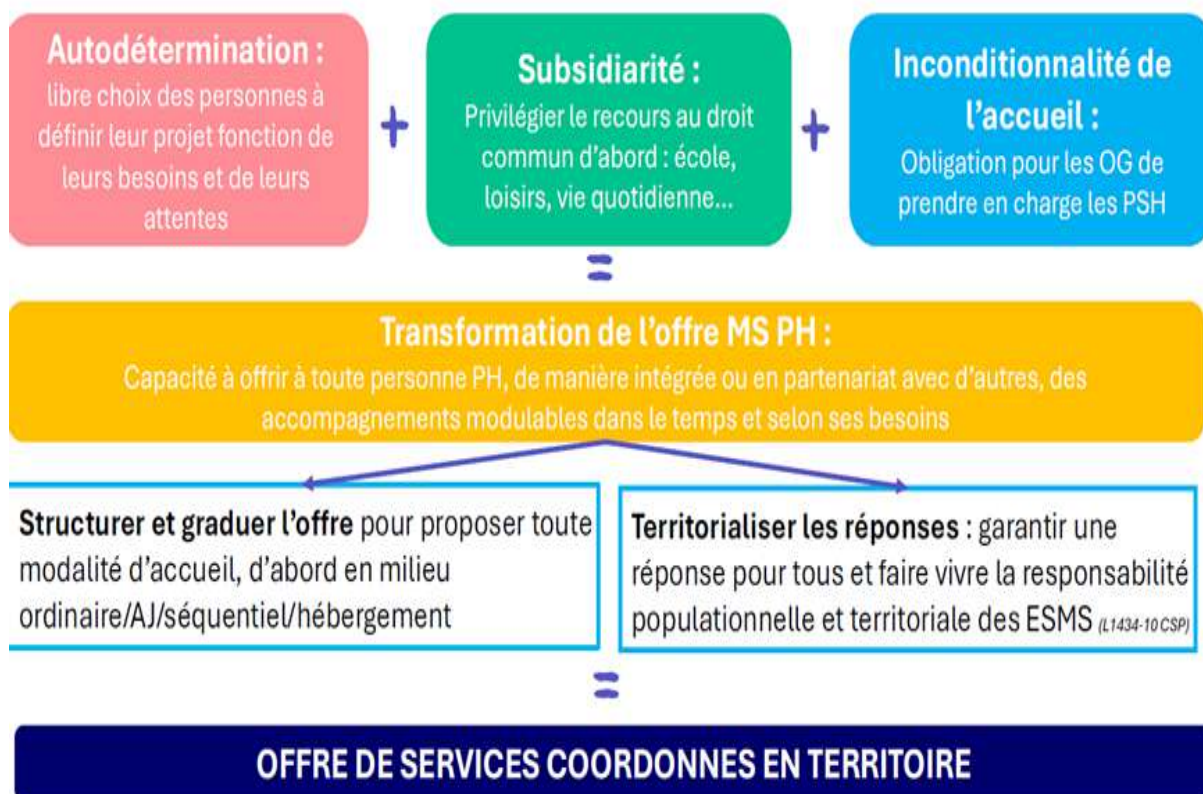 Autodétermination :
libre choix des personnes à
définir leur projet fonction de
leurs besoins et de leurs
attentes
+
Subsidiarité :
Privilégier le recours au droit
commun d'abord : école,
loisirs, vie quotidienne...
+
Inconditionnalité de
l'accueil :
Obligation pour les OG de
prendre en charge les PSH
=
Transformation de l'offre MS PH :
Capacité à offrir à toute personne PH, de manière intégrée ou en partenariat avec d'autres, des
accompagnements modulables dans le temps et selon ses besoins
Structurer et graduer l'offre pour proposer toute
modalité d'accueil, d'abord en milieu
ordinaire/AJ/séquentiel/hébergement
Territorialiser les réponses : garantir une
réponse pour tous et faire vivre la responsabilité
populationnelle et territoriale des ESMS (L1434-10 CSP)
=
OFFRE DE SERVICES COORDONNES EN TERRITOIRE